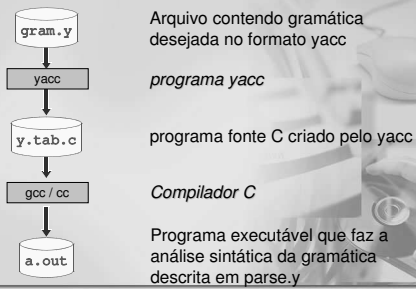 gram.y
Arquivo contendo gramática
desejada no formato yacc
yacc
programa yacc
y.tab.c
programa fonte C criado pelo yacc
gcc / cc
Compilador C
a.out
Programa executável que faz a
análise sintática da gramática
descrita em parse.y